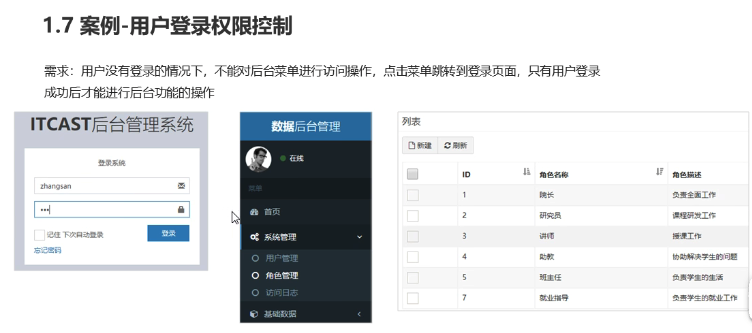 1.7 案例-用户登录权限控制
需求：用户没有登录的情况下，不能对后台菜单进行访问操作，点击菜单跳转到登录页面，只有用户登录
成功后才能进行后台功能的操作
ITCAST后台管理系统
登录系统
zhangsan
•••
记住 下次自动登录
登录
忘记密码
数据后台管理
在线
菜单
首页
系统管理
用户管理
角色管理
访问日志
基础数据
列表
新建 刷新
ID 角色名称 角色描述
1 院长 负责全面工作
2 研究员 课程研发工作
3 讲师 授课工作
4 助教 协助解决学生的问题
5 班主任 负责学生的生活
7 就业指导 负责学生的就业工作